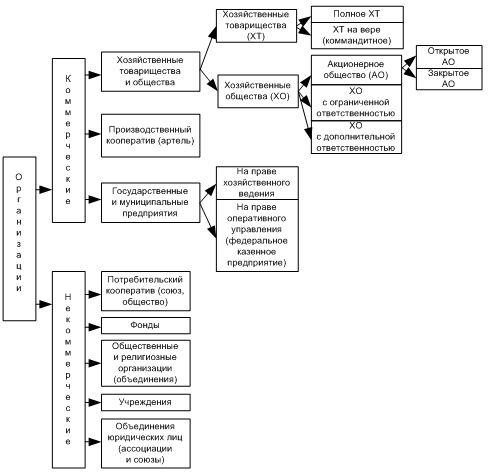 Организации
Коммерческие
Хозяйственные
товарищества
и общества
Хозяйственные
товарищества
(ХТ)
Полное ХТ
ХТ на вере
(коммандитное)
Хозяйственные
общества (ХО)
Акционерное
общество (АО)
Открытое
АО
Закрытое
АО
ХО
с ограниченной
ответственностью
ХО
с дополнительной
ответственностью
Производственный
кооператив (артель)
Государственные
и муниципальные
предприятия
На праве
хозяйственного
ведения
На праве
оперативного
управления
(федеральное
казенное
предприятие)
Некоммерческие
Потребительский
кооператив (союз,
общество)
Фонды
Общественные
и религиозные
организации
(объединения)
Учреждения
Объединения
юридических лиц
(ассоциации
и союзы)